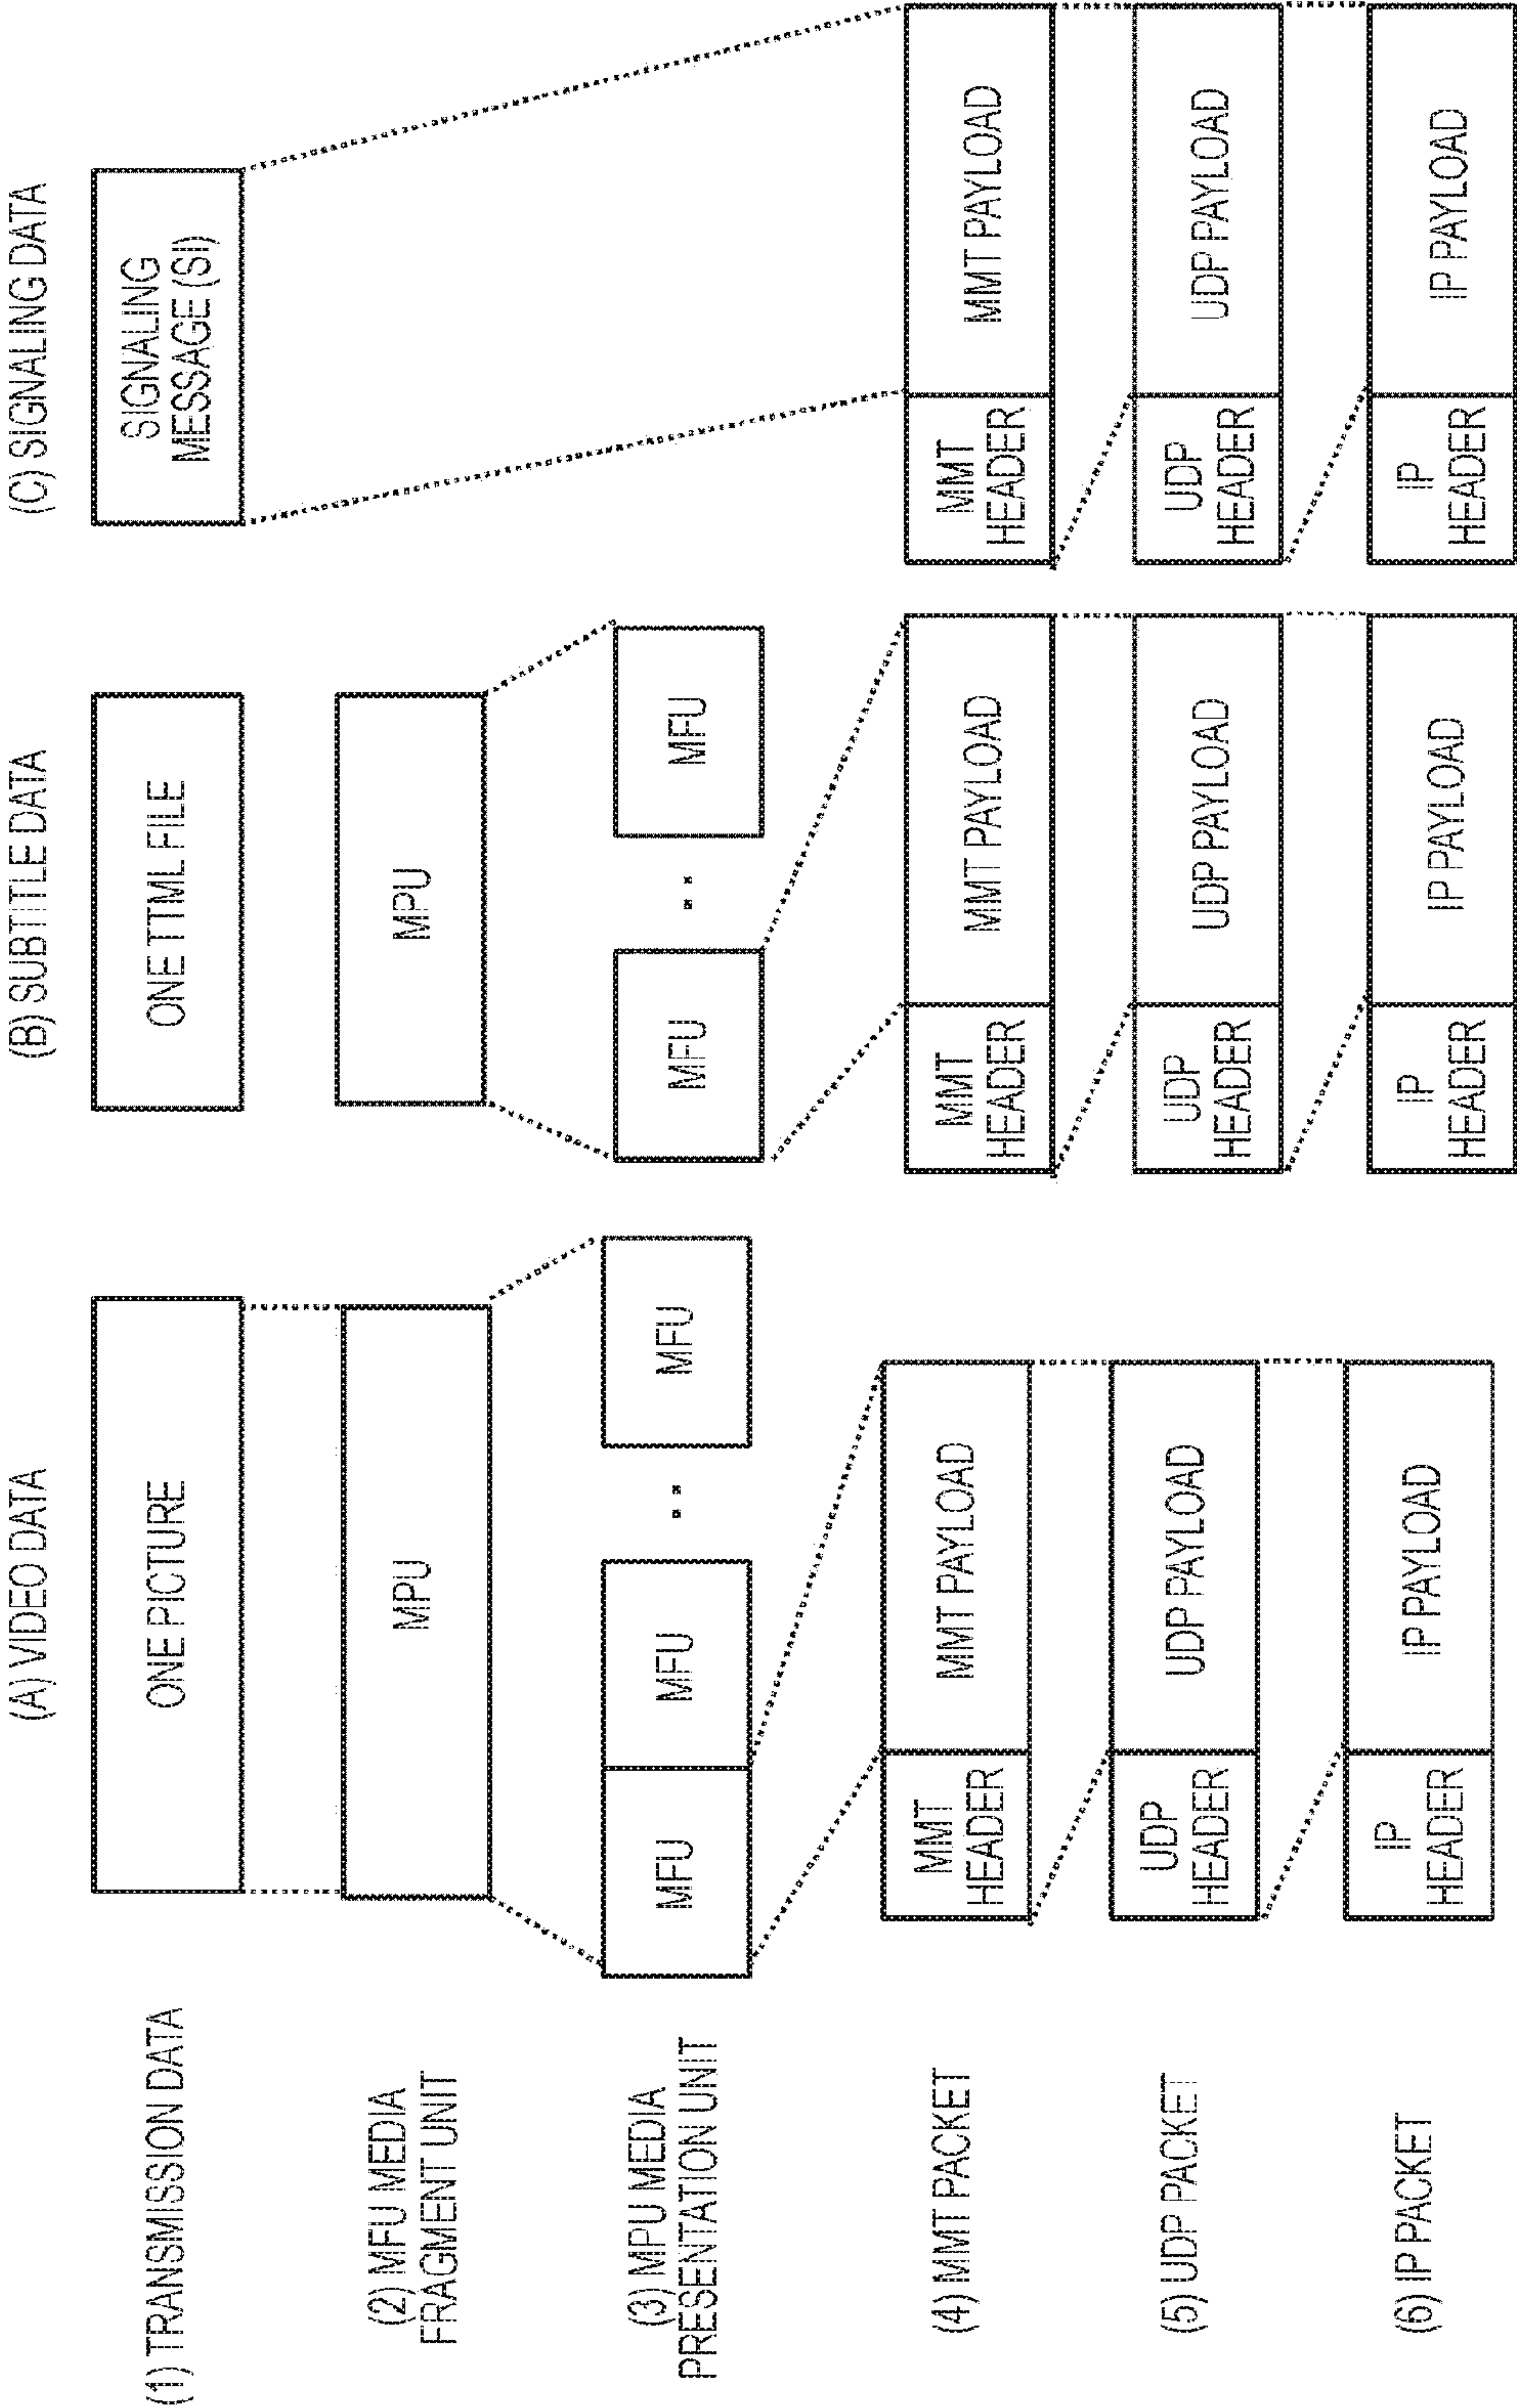 (A) VIDEO DATA
(B) SUBTITLE DATA
(C) SIGNALING DATA
(1) TRANSMISSION DATA
ONE PICTURE
ONE TTML FILE
SIGNALING
MESSAGE (SI)
(2) MFU MEDIA
FRAGMENT UNIT
MPU
MPU
(3) MPU MEDIA
PRESENTATION UNIT
MFU
MFU
MFU
MFU
MFU
(4) MMT PACKET
MMT
HEADER
MMT PAYLOAD
MMT
HEADER
MMT PAYLOAD
MMT
HEADER
MMT PAYLOAD
(5) UDP PACKET
UDP
HEADER
UDP PAYLOAD
UDP
HEADER
UDP PAYLOAD
UDP
HEADER
UDP PAYLOAD
(6) IP PACKET
IP
HEADER
IP PAYLOAD
IP
HEADER
IP PAYLOAD
IP
HEADER
IP PAYLOAD